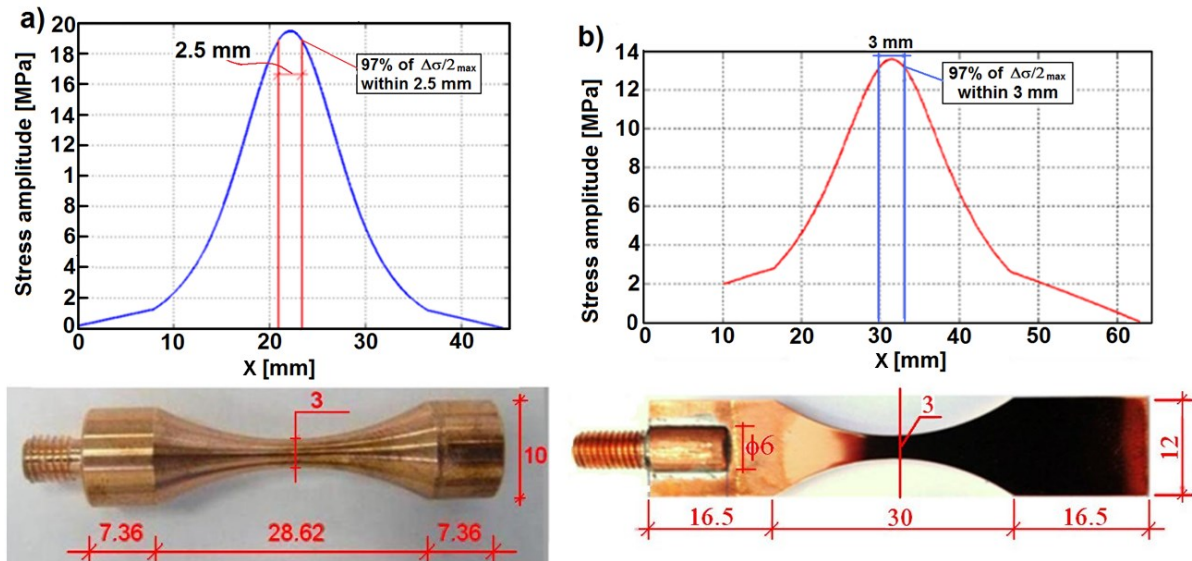 a)
Stress amplitude [MPa]
20
18
16
14
12
10
8
6
4
2
0
2.5 mm
97% of Δσ/2max
within 2.5 mm
0 10 20 30 40
X [mm]
b)
Stress amplitude [MPa]
14
12
10
8
6
4
2
0
3 mm
97% of Δσ/2max
within 3 mm
0 10 20 30 40 50 60
X [mm]
3
10
7.36 28.62 7.36
3
ϕ6
12
16.5 30 16.5